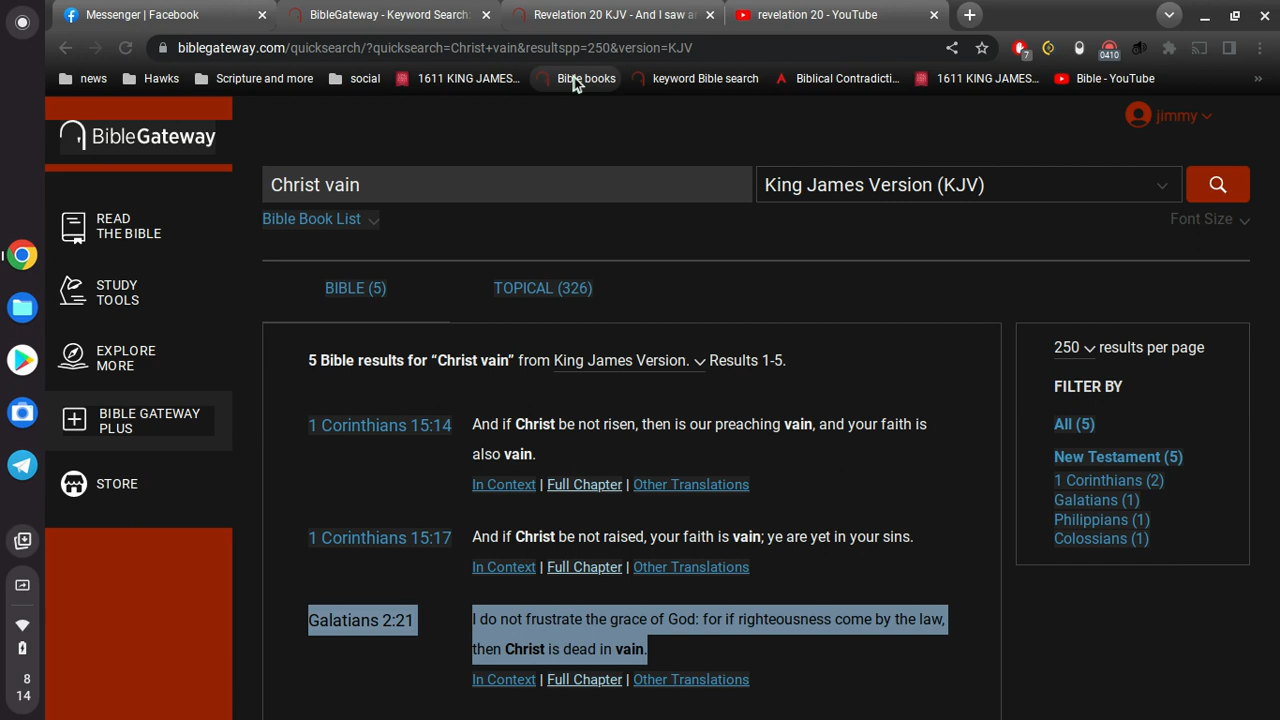 Messenger | Facebook
BibleGateway - Keyword Search:
Revelation 20 KJV - And I saw an
revelation 20 - YouTube
biblegateway.com/quicksearch/?quicksearch=Christ+vain&resultspp=250&version=KJV
7
0410
news
Hawks
Scripture and more
social
1611 KING JAMES...
Bible books
keyword Bible search
Biblical Contradicti...
1611 KING JAMES...
Bible - YouTube
BibleGateway
jimmy
Christ vain
King James Version (KJV)
Bible Book List
Font Size
READ
THE BIBLE
STUDY
TOOLS
EXPLORE
MORE
BIBLE GATEWAY
PLUS
STORE
BIBLE (5)
TOPICAL (326)
5 Bible results for “Christ vain” from King James Version. Results 1-5.
1 Corinthians 15:14
And if Christ be not risen, then is our preaching vain, and your faith is
also vain.
In Context | Full Chapter | Other Translations
1 Corinthians 15:17
And if Christ be not raised, your faith is vain; ye are yet in your sins.
In Context | Full Chapter | Other Translations
Galatians 2:21
I do not frustrate the grace of God: for if righteousness come by the law,
then Christ is dead in vain.
In Context | Full Chapter | Other Translations
250 results per page
FILTER BY
All (5)
New Testament (5)
1 Corinthians (2)
Galatians (1)
Philippians (1)
Colossians (1)
8
14